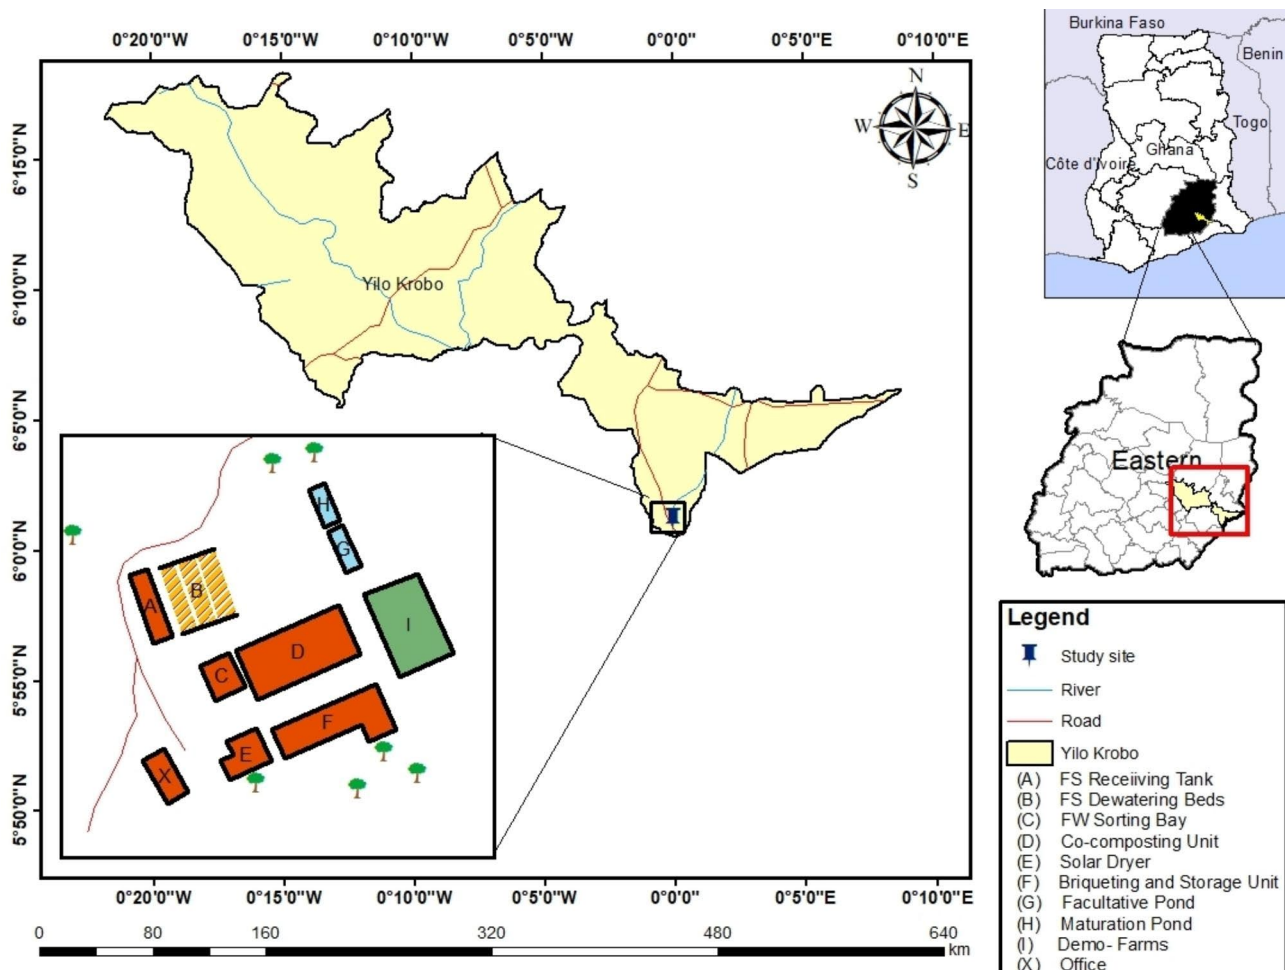 0°20'0"W 0°15'0"W 0°10'0"W 0°5'0"W 0°0'0" 0°5'0"E 0°10'0"E
6°15'0"N
6°10'0"N
6°5'0"N
6°0'0"N
5°55'0"N
5°50'0"N
N
W E
S
Yilo Krobo
H
G
A
B
I
D
C
F
E
X
0°20'0"W 0°15'0"W 0°10'0"W 0°5'0"W 0°0'0" 0°5'0"E 0°10'0"E
0 80 160 320 480 640
km
Burkina Faso
Benin
Togo
Ghana
Côte d'Ivoire
Eastern
Legend
Study site
River
Road
Yilo Krobo
(A) FS Receiiving Tank
(B) FS Dewatering Beds
(C) FW Sorting Bay
(D) Co-composting Unit
(E) Solar Dryer
(F) Briqueting and Storage Unit
(G) Facultative Pond
(H) Maturation Pond
(I) Demo- Farms
(X) Office